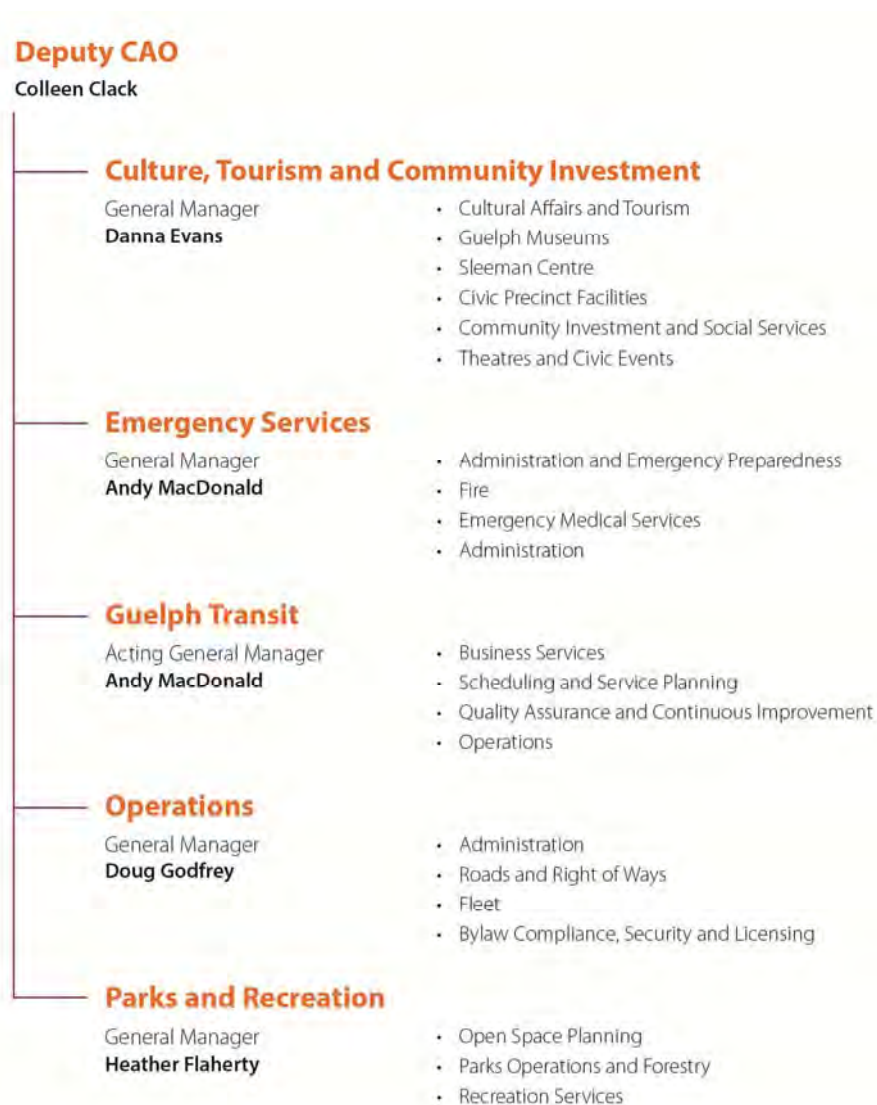 Deputy CAO
Colleen Clack
Culture, Tourism and Community Investment
General Manager
Danna Evans
• Cultural Affairs and Tourism
• Guelph Museums
• Sleeman Centre
• Civic Precinct Facilities
• Community Investment and Social Services
• Theatres and Civic Events
Emergency Services
General Manager
Andy MacDonald
• Administration and Emergency Preparedness
• Fire
• Emergency Medical Services
• Administration
Guelph Transit
Acting General Manager
Andy MacDonald
• Business Services
• Scheduling and Service Planning
• Quality Assurance and Continuous Improvement
• Operations
Operations
General Manager
Doug Godfrey
• Administration
• Roads and Right of Ways
• Fleet
• Bylaw Compliance, Security and Licensing
Parks and Recreation
General Manager
Heather Flaherty
• Open Space Planning
• Parks Operations and Forestry
• Recreation Services